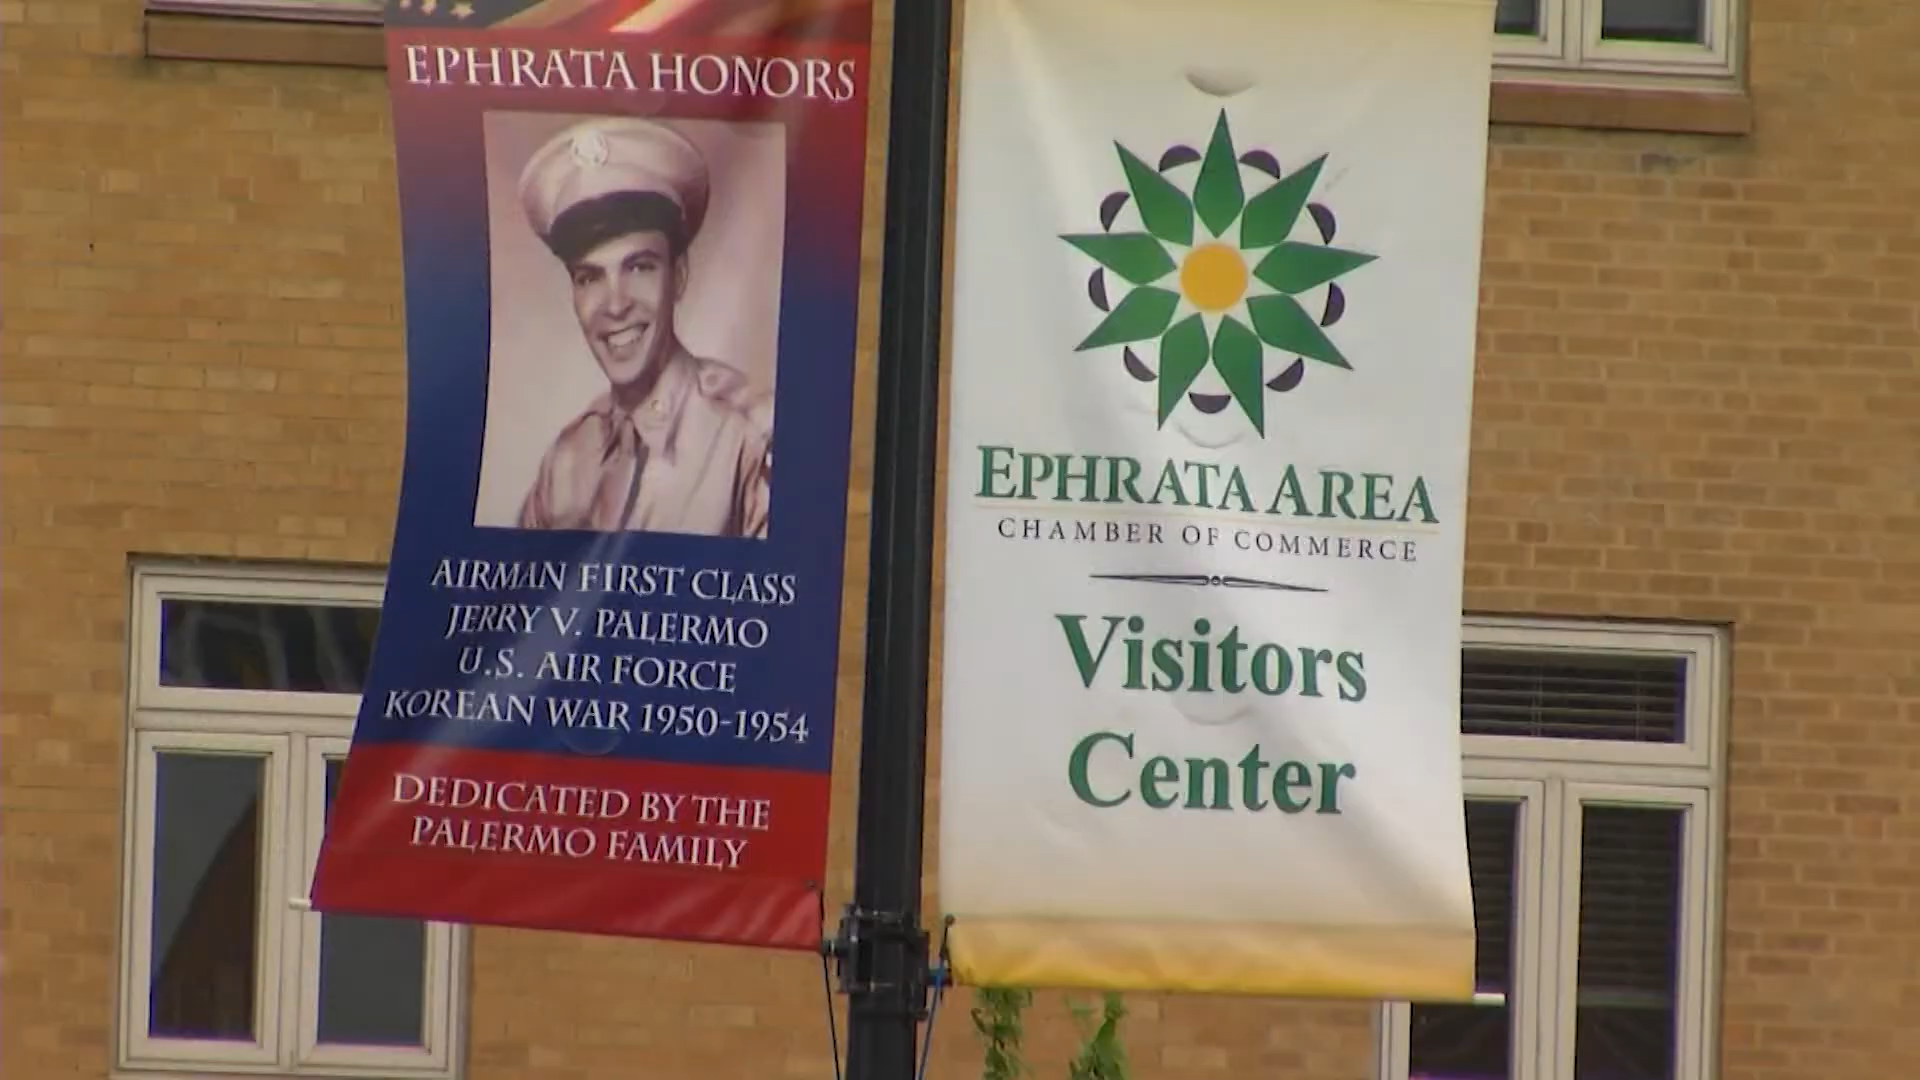 EPHRATA HONORS
AIRMAN FIRST CLASS
JERRY V. PALERMO
U.S. AIR FORCE
KOREAN WAR 1950-1954
DEDICATED BY THE
PALERMO FAMILY
EPHRATA AREA
CHAMBER OF COMMERCE
Visitors
Center